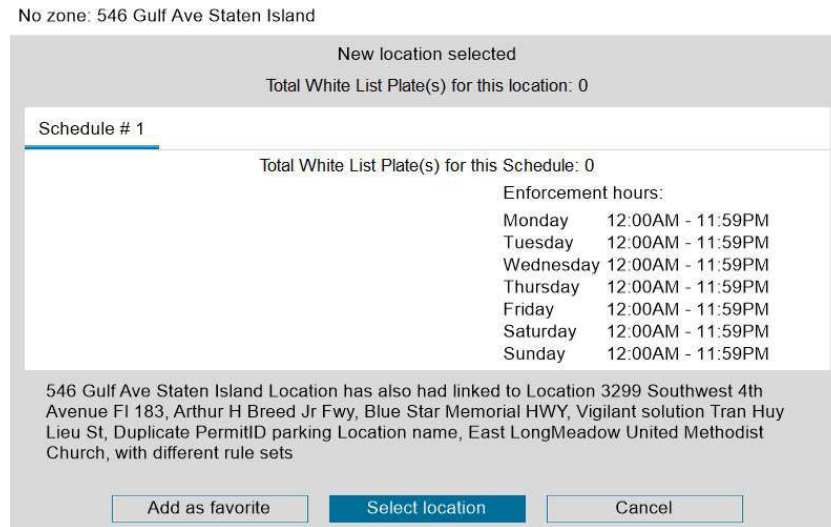 No zone: 546 Gulf Ave Staten Island
New location selected
Total White List Plate(s) for this location: 0
Schedule # 1
Total White List Plate(s) for this Schedule: 0
Enforcement hours:
Monday 12:00AM - 11:59PM
Tuesday 12:00AM - 11:59PM
Wednesday 12:00AM - 11:59PM
Thursday 12:00AM - 11:59PM
Friday 12:00AM - 11:59PM
Saturday 12:00AM - 11:59PM
Sunday 12:00AM - 11:59PM
546 Gulf Ave Staten Island Location has also had linked to Location 3299 Southwest 4th
Avenue Fl 183, Arthur H Breed Jr Fwy, Blue Star Memorial HWY, Vigilant solution Tran Huy
Lieu St, Duplicate PermitID parking Location name, East LongMeadow United Methodist
Church, with different rule sets
Add as favorite Select location Cancel